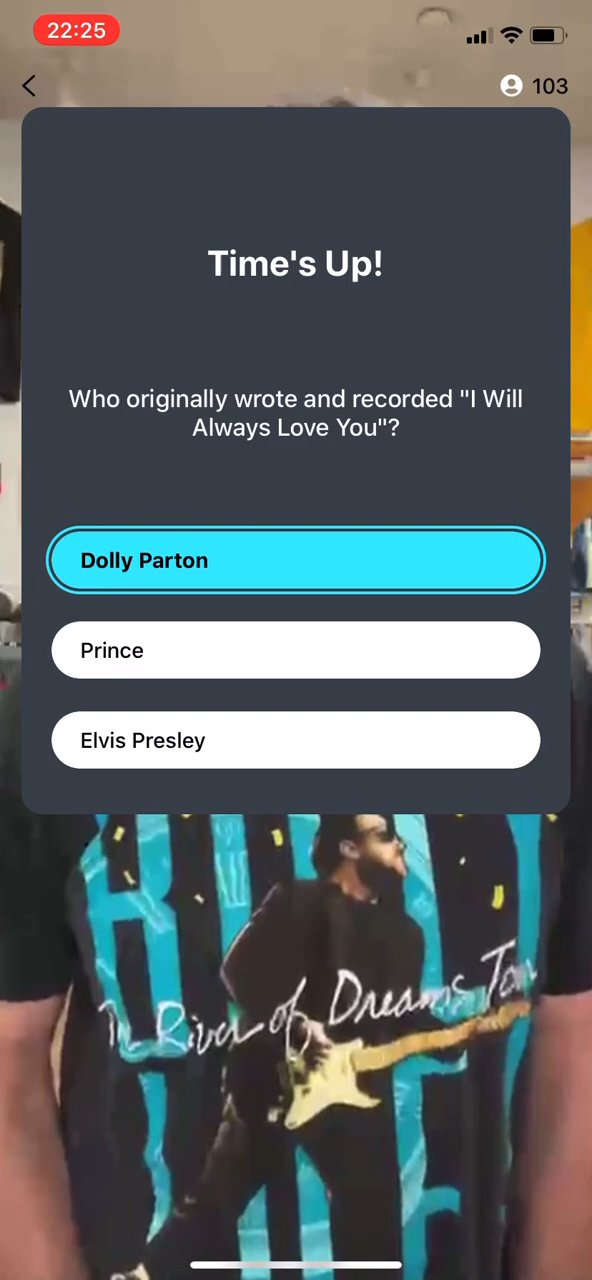 22:25
103
Time's Up!
Who originally wrote and recorded "I Will
Always Love You"?
Dolly Parton
Prince
Elvis Presley
The River of Dreams Tour